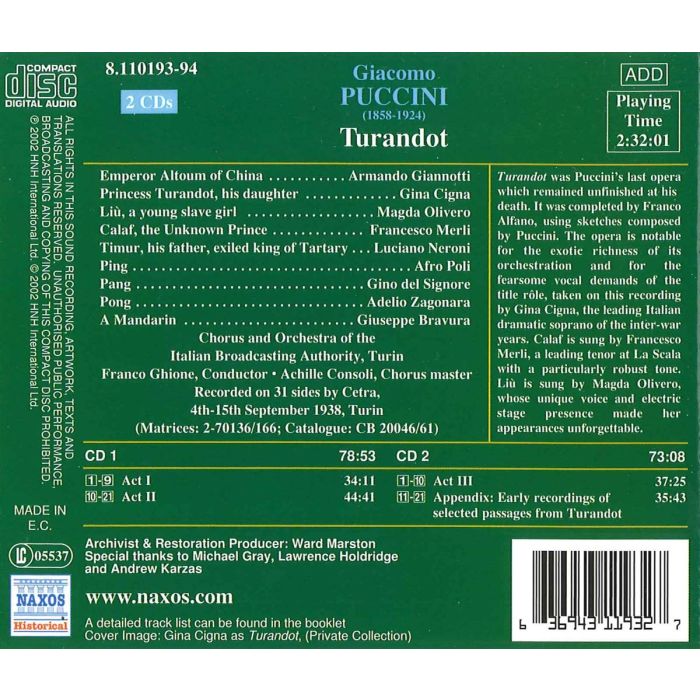 COMPACT
disc
DIGITAL AUDIO
8.110193-94
2 CDs
Giacomo
PUCCINI
(1858-1924)
Turandot
ADD
Playing
Time
2:32:01
ALL RIGHTS IN THIS SOUND RECORDING, ARTWORK, TEXTS AND
TRANSLATIONS RESERVED. UNAUTHORISED PUBLIC PERFORMANCE,
BROADCASTING AND COPYING OF THIS COMPACT DISC PROHIBITED.
℗ 2002 HNH International Ltd. © 2002 HNH International Ltd.
Emperor Altoum of China .......... Armando Giannotti
Princess Turandot, his daughter .......... Gina Cigna
Liù, a young slave girl .......... Magda Olivero
Calaf, the Unknown Prince .......... Francesco Merli
Timur, his father, exiled king of Tartary .. Luciano Neroni
Ping .......... Afro Poli
Pang .......... Gino del Signore
Pong .......... Adelio Zagonara
A Mandarin .......... Giuseppe Bravura
Chorus and Orchestra of the
Italian Broadcasting Authority, Turin
Franco Ghione, Conductor • Achille Consoli, Chorus master
Recorded on 31 sides by Cetra,
4th-15th September 1938, Turin
(Matrices: 2-70136/166; Catalogue: CB 20046/61)
Turandot was Puccini's last opera
which remained unfinished at his
death. It was completed by Franco
Alfano, using sketches composed
by Puccini. The opera is notable
for the exotic richness of its
orchestration and for the
fearsome vocal demands of the
title rôle, taken on this recording
by Gina Cigna, the leading Italian
dramatic soprano of the inter-war
years. Calaf is sung by Francesco
Merli, a leading tenor at La Scala
with a particularly robust tone.
Liù is sung by Magda Olivero,
whose unique voice and electric
stage presence made her
appearances unforgettable.
CD 1 78:53
1-9 Act I 34:11
10-21 Act II 44:41
CD 2 73:08
1-10 Act III 37:25
11-21 Appendix: Early recordings of 35:43
selected passages from Turandot
MADE IN
E.C.
LC 05537
NAXOS
Historical
Archivist & Restoration Producer: Ward Marston
Special thanks to Michael Gray, Lawrence Holdridge
and Andrew Karzas
www.naxos.com
A detailed track list can be found in the booklet
Cover Image: Gina Cigna as Turandot, (Private Collection)
6 36943 11932 7